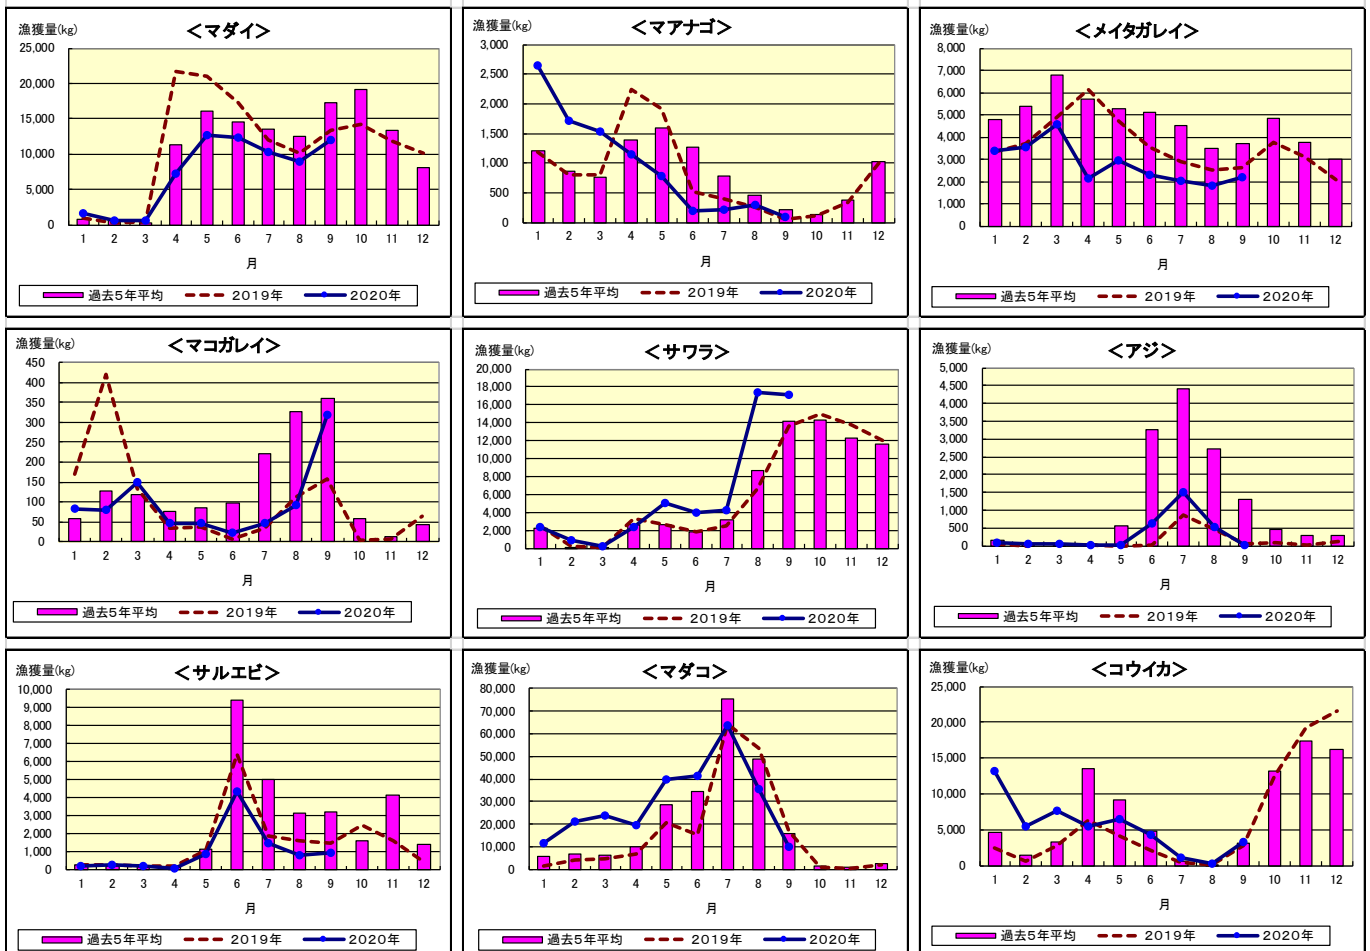 漁獲量(kg)
＜マダイ＞
25,000
20,000
15,000
10,000
5,000
0
1 2 3 4 5 6 7 8 9 10 11 12
月
過去5年平均 2019年 2020年
漁獲量(kg)
＜マアナゴ＞
3,000
2,500
2,000
1,500
1,000
500
0
1 2 3 4 5 6 7 8 9 10 11 12
月
過去5年平均 2019年 2020年
漁獲量(kg)
＜メイタガレイ＞
8,000
7,000
6,000
5,000
4,000
3,000
2,000
1,000
0
1 2 3 4 5 6 7 8 9 10 11 12
月
過去5年平均 2019年 2020年
漁獲量(kg)
＜マコガレイ＞
450
400
350
300
250
200
150
100
50
0
1 2 3 4 5 6 7 8 9 10 11 12
月
過去5年平均 2019年 2020年
漁獲量(kg)
＜サワラ＞
20,000
18,000
16,000
14,000
12,000
10,000
8,000
6,000
4,000
2,000
0
1 2 3 4 5 6 7 8 9 10 11 12
月
過去5年平均 2019年 2020年
漁獲量(kg)
＜アジ＞
5,000
4,500
4,000
3,500
3,000
2,500
2,000
1,500
1,000
500
0
1 2 3 4 5 6 7 8 9 10 11 12
月
過去5年平均 2019年 2020年
漁獲量(kg)
＜サルエビ＞
10,000
9,000
8,000
7,000
6,000
5,000
4,000
3,000
2,000
1,000
0
1 2 3 4 5 6 7 8 9 10 11 12
月
過去5年平均 2019年 2020年
漁獲量(kg)
＜マダコ＞
80,000
70,000
60,000
50,000
40,000
30,000
20,000
10,000
0
1 2 3 4 5 6 7 8 9 10 11 12
月
過去5年平均 2019年 2020年
漁獲量(kg)
＜コウイカ＞
25,000
20,000
15,000
10,000
5,000
0
1 2 3 4 5 6 7 8 9 10 11 12
月
過去5年平均 2019年 2020年